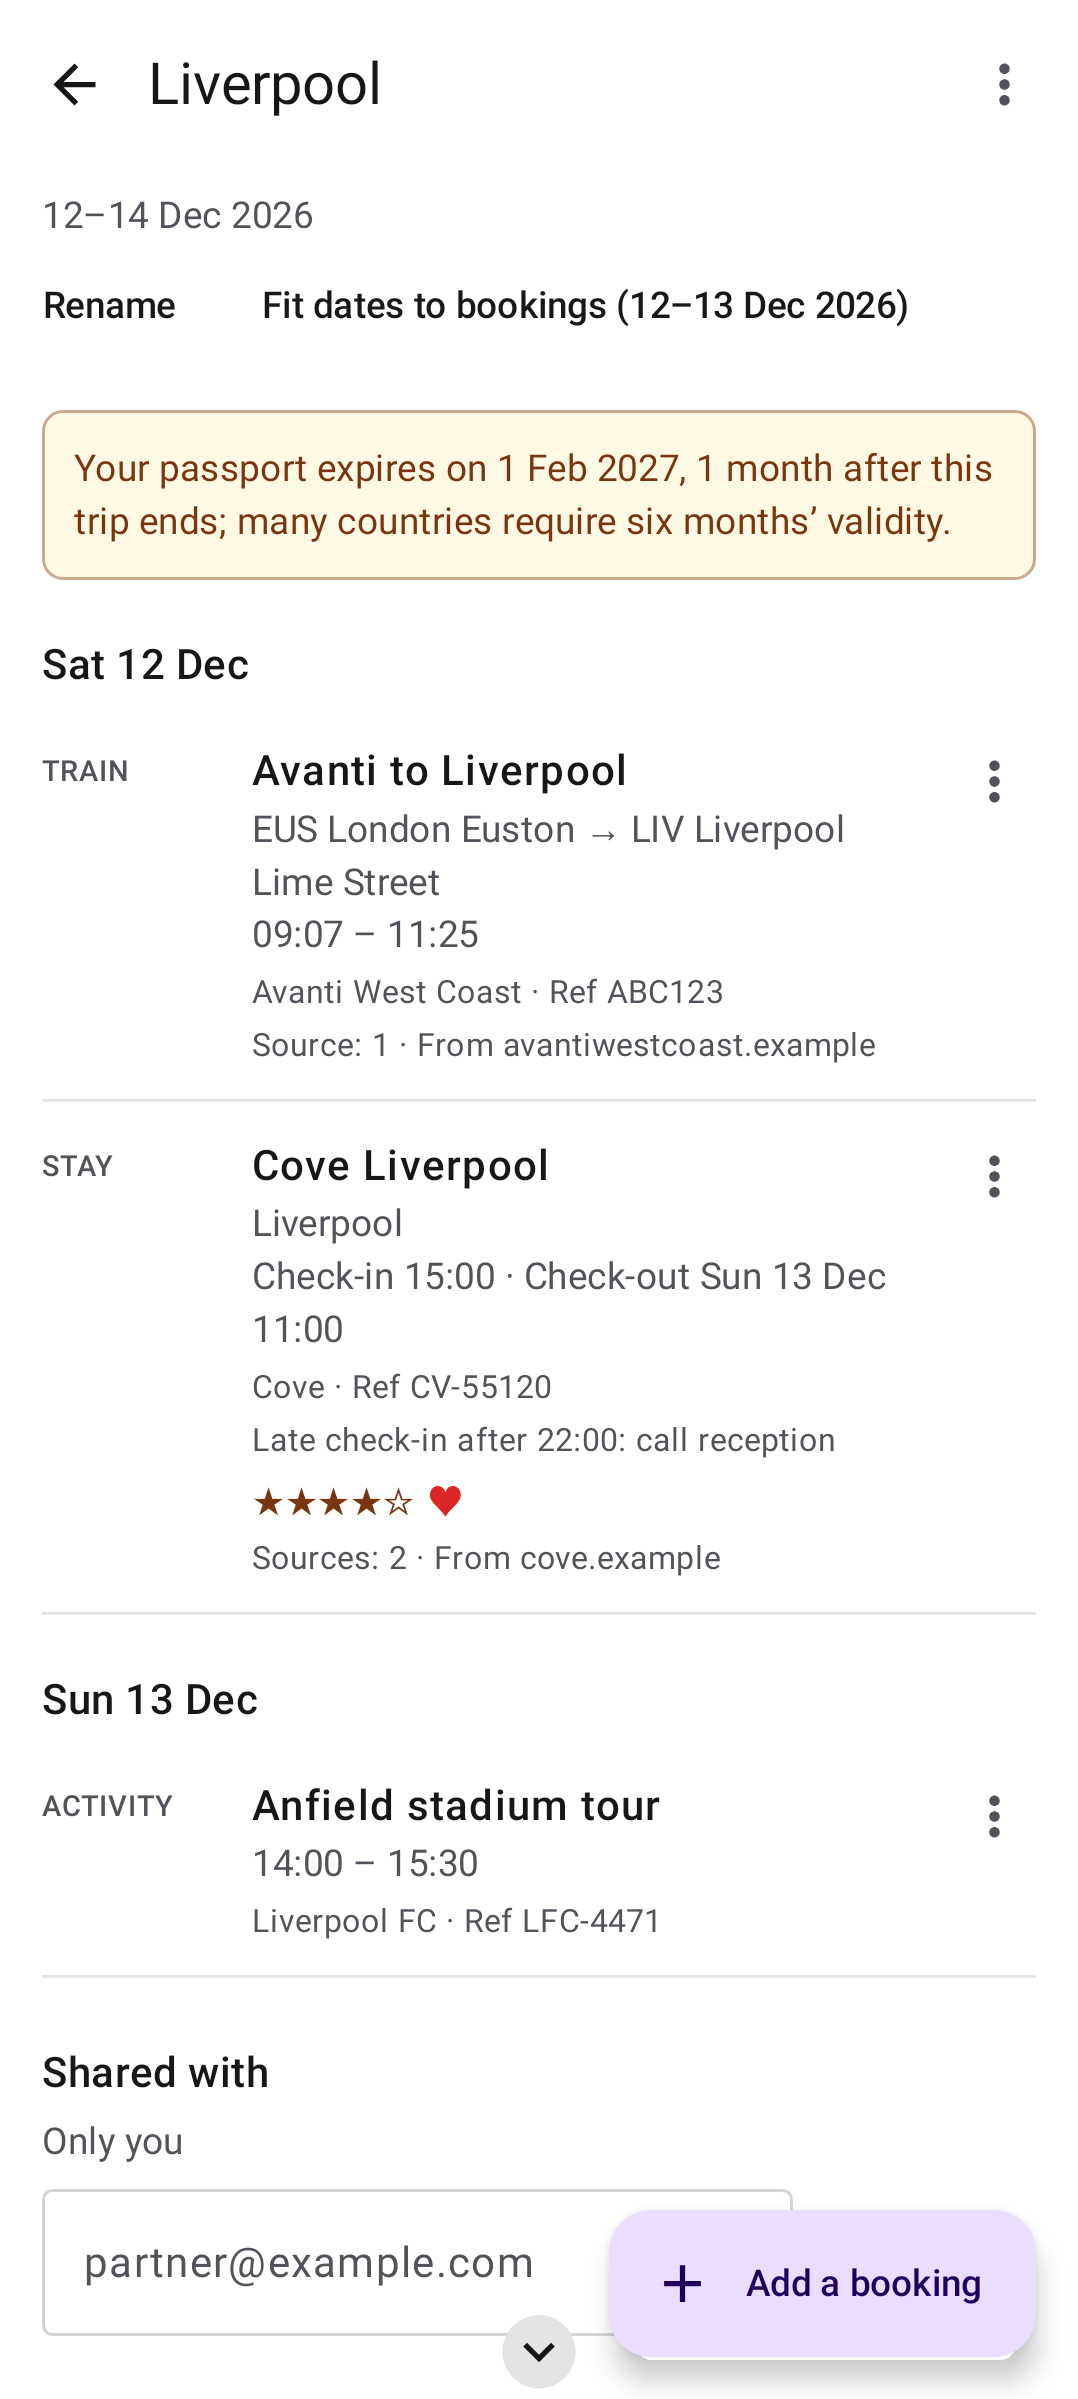 Liverpool
12–14 Dec 2026
Rename Fit dates to bookings (12–13 Dec 2026)
Your passport expires on 1 Feb 2027, 1 month after this
trip ends; many countries require six months’ validity.
Sat 12 Dec
TRAIN
Avanti to Liverpool
EUS London Euston → LIV Liverpool
Lime Street
09:07 – 11:25
Avanti West Coast · Ref ABC123
Source: 1 · From avantiwestcoast.example
STAY
Cove Liverpool
Liverpool
Check-in 15:00 · Check-out Sun 13 Dec
11:00
Cove · Ref CV-55120
Late check-in after 22:00: call reception
★★★★☆ ♥
Sources: 2 · From cove.example
Sun 13 Dec
ACTIVITY
Anfield stadium tour
14:00 – 15:30
Liverpool FC · Ref LFC-4471
Shared with
Only you
partner@example.com
Add a booking